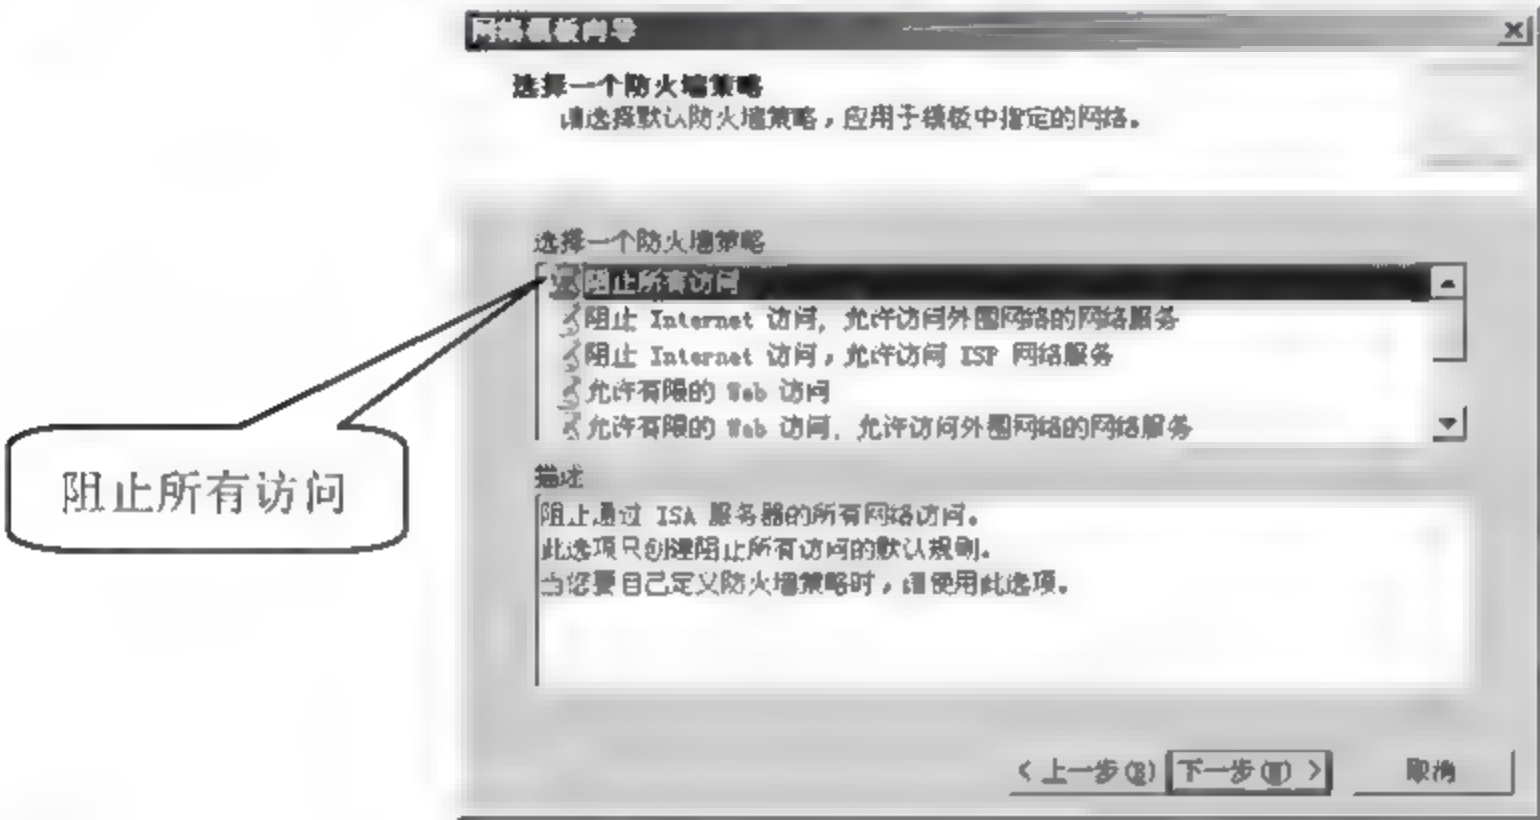 网络模板向导
选择一个防火墙策略
请选择默认防火墙策略，应用于模板中指定的网络。
选择一个防火墙策略
阻止所有访问
阻止 Internet 访问, 允许访问外围网络的网络服务
阻止 Internet 访问，允许访问 ISP 网络服务
允许有限的 Web 访问
允许有限的 Web 访问, 允许访问外围网络的网络服务
阻止所有访问
描述
阻止通过 ISA 服务器的所有网络访问。
此选项只创建阻止所有访问的默认规则。
当您要自己定义防火墙策略时，请使用此选项。
< 上一步(B)
下一步(N) >
取消